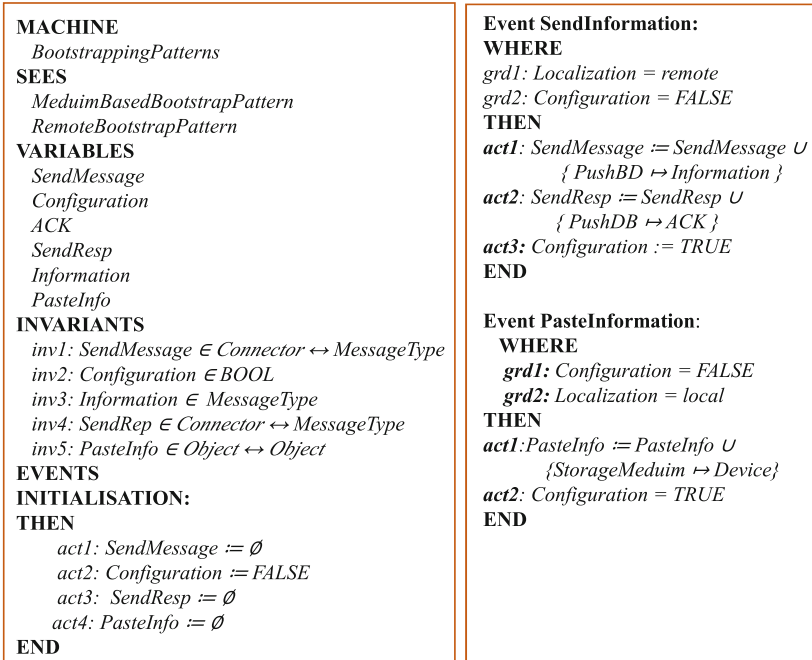 MACHINE
BootstrappingPatterns
SEES
MeduimBasedBootstrapPattern
RemoteBootstrapPattern
VARIABLES
SendMessage
Configuration
ACK
SendResp
Information
PasteInfo
INVARIANTS
inv1: SendMessage ∈ Connector ↔ MessageType
inv2: Configuration ∈ BOOL
inv3: Information ∈ MessageType
inv4: SendRep ∈ Connector ↔ MessageType
inv5: PasteInfo ∈ Object ↔ Object
EVENTS
INITIALISATION:
THEN
act1: SendMessage ≔ ∅
act2: Configuration ≔ FALSE
act3: SendResp ≔ ∅
act4: PasteInfo ≔ ∅
END
Event SendInformation:
WHERE
grd1: Localization = remote
grd2: Configuration = FALSE
THEN
act1: SendMessage ≔ SendMessage ∪
{ PushBD ↦ Information }
act2: SendResp ≔ SendResp ∪
{ PushDB ↦ ACK }
act3: Configuration := TRUE
END
Event PasteInformation:
WHERE
grd1: Configuration = FALSE
grd2: Localization = local
THEN
act1:PasteInfo ≔ PasteInfo ∪
{StorageMeduim ↦ Device}
act2: Configuration = TRUE
END